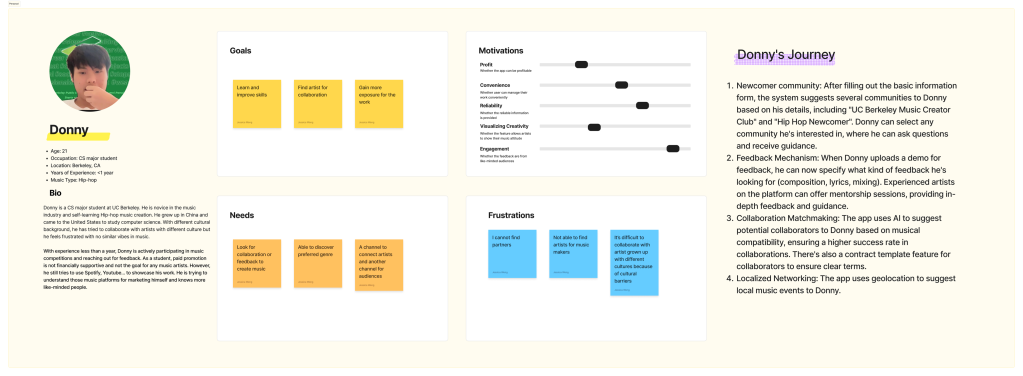 Donny
Age: 21
Occupation: CS major student
Location: Berkeley, CA
Years of Experience: <1 year
Music Type: Hip-hop
Bio
Donny is a CS major student at UC Berkeley. He is novice in the music
industry and self-learning Hip-hop music creation. He grew up in China and
came to the United States to study computer science. With different cultural
background, he has tried to collaborate with artists with different culture but
he feels frustrated with no similar vibes in music.
With experience less than a year, Donny is actively participating in music
competitions and reaching out for feedback. As a student, paid promotion
is not financially supportive and not the goal for any music artists. However,
he still tries to use Spotify, Youtube... to showcase his work. He is trying to
understand those music platforms for marketing himself and knows more
like-minded people.
Goals
Learn and
improve skills
Find artist for
collaboration
Gain more
exposure for the
work
Motivations
Profit
Whether the app can be profitable
Convenience
Whether user can manage their
work conveniently
Reliability
Whether the reliable information
is provided
Visualizing Creativity
Whether the feature allows artists
to show their music attitude
Engagement
Whether the feedback are from
like-minded audiences
Needs
Look for
collaboration or
feedback to
create music
Able to discover
preferred genre
A channel to
connect artists
and another
channel for
audiences
Frustrations
I cannot find
partners
Not able to find
artists for music
makers
It's difficult to
collaborate with
artist grown up
with different
cultures because
of cultural
barriers
Donny's Journey
1. Newcomer community: After filling out the basic information
form, the system suggests several communities to Donny
based on his details, including "UC Berkeley Music Creator
Club" and "Hip Hop Newcomer". Donny can select any
community he's interested in, where he can ask questions
and receive guidance.
2. Feedback Mechanism: When Donny uploads a demo for
feedback, he can now specify what kind of feedback he's
looking for (composition, lyrics, mixing). Experienced artists
on the platform can offer mentorship sessions, providing in-
depth feedback and guidance.
3. Collaboration Matchmaking: The app uses AI to suggest
potential collaborators to Donny based on musical
compatibility, ensuring a higher success rate in
collaborations. There's also a contract template feature for
collaborators to ensure clear terms.
4. Localized Networking: The app uses geolocation to suggest
local music events to Donny.